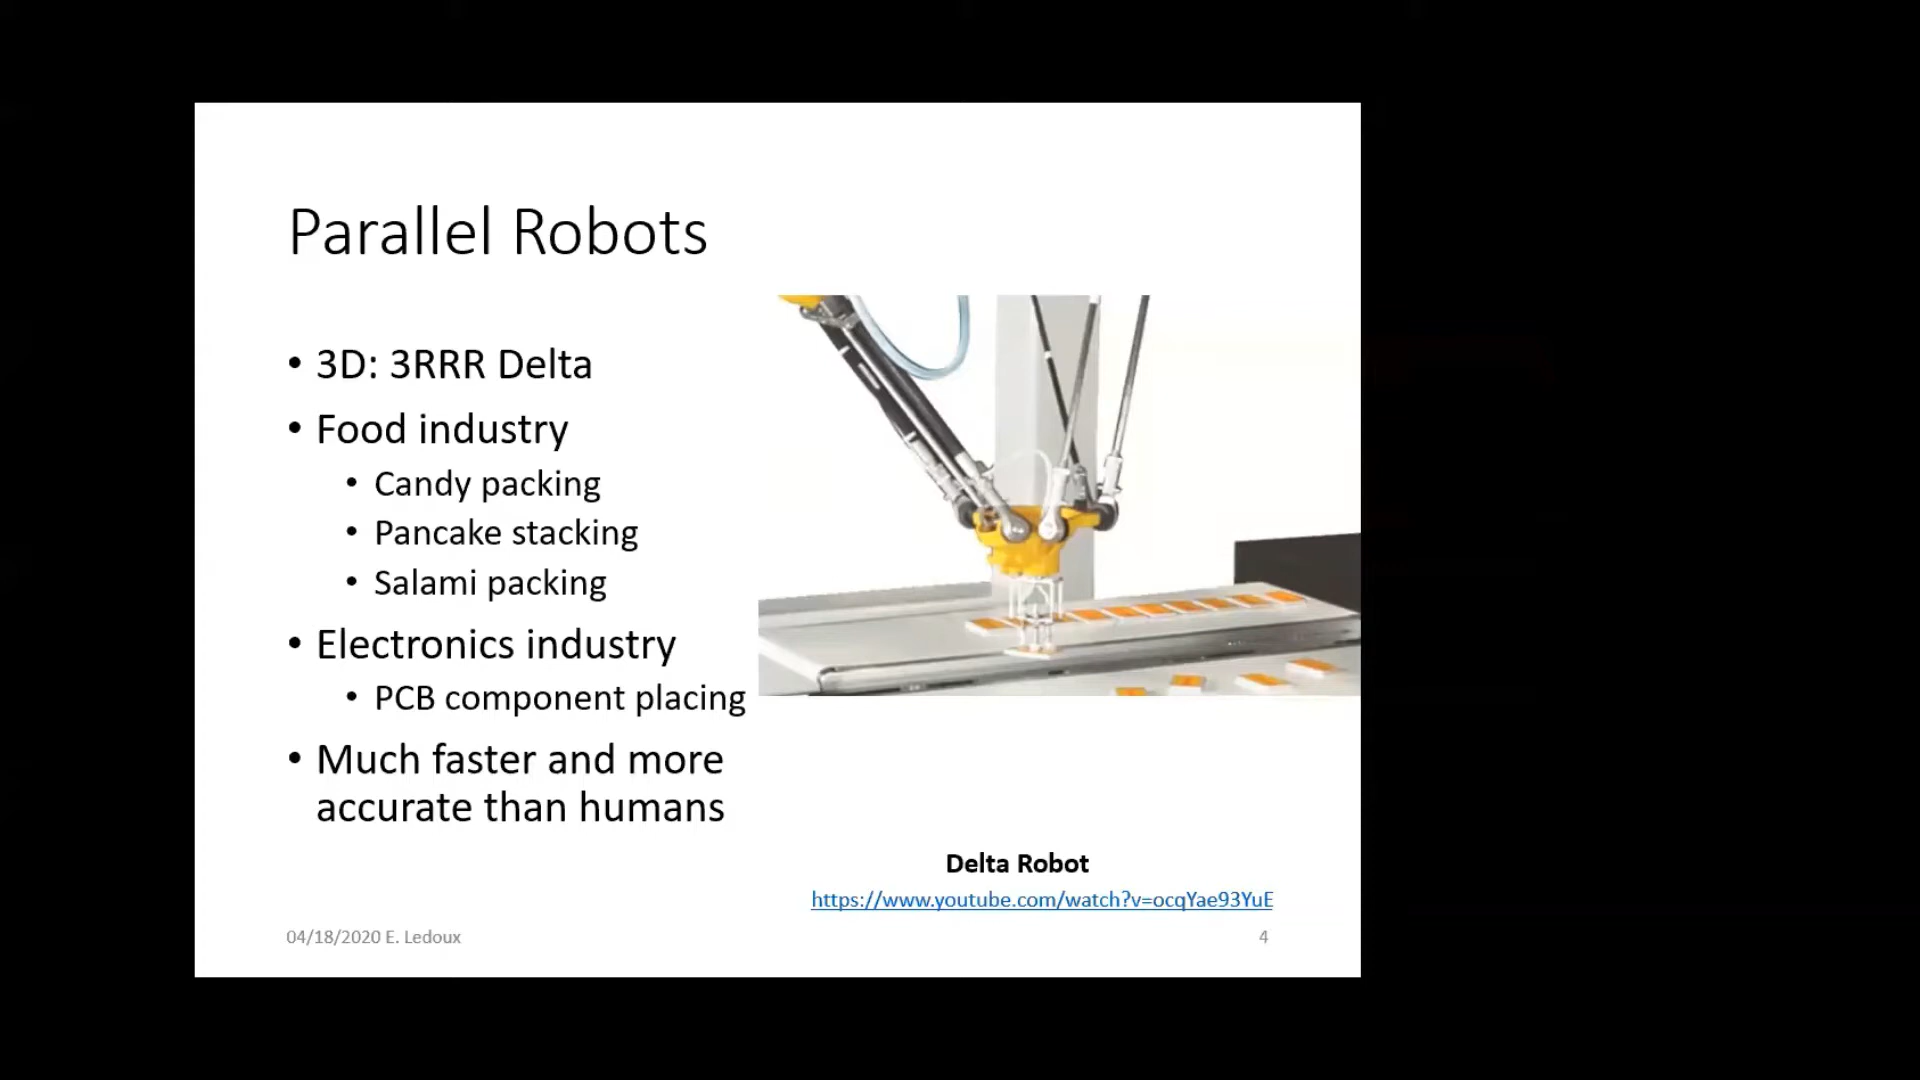 Parallel Robots
• 3D: 3RRR Delta
• Food industry
• Candy packing
• Pancake stacking
• Salami packing
• Electronics industry
• PCB component placing
• Much faster and more
accurate than humans
Delta Robot
https://www.youtube.com/watch?v=ocqYae93YuE
04/18/2020 E. Ledoux
4